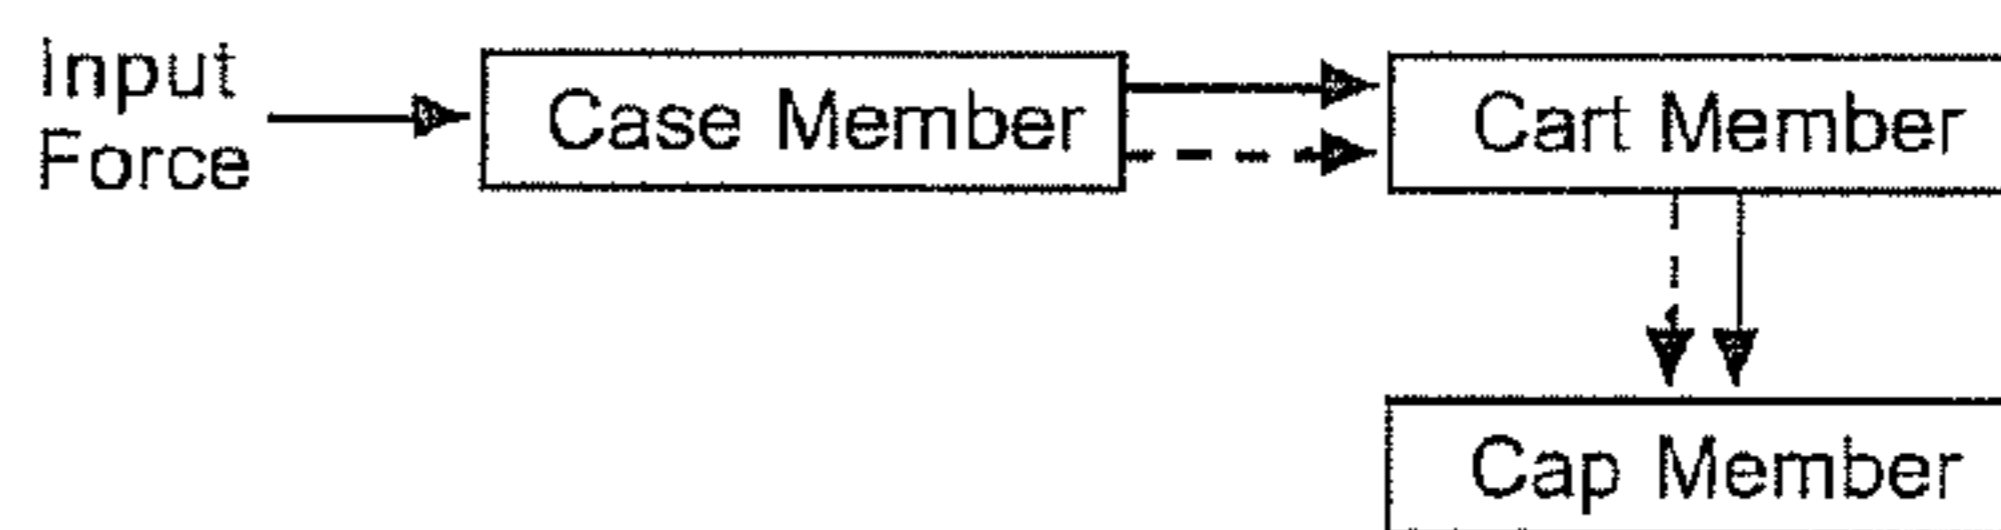 Input
Force
Case Member
Cart Member
Cap Member